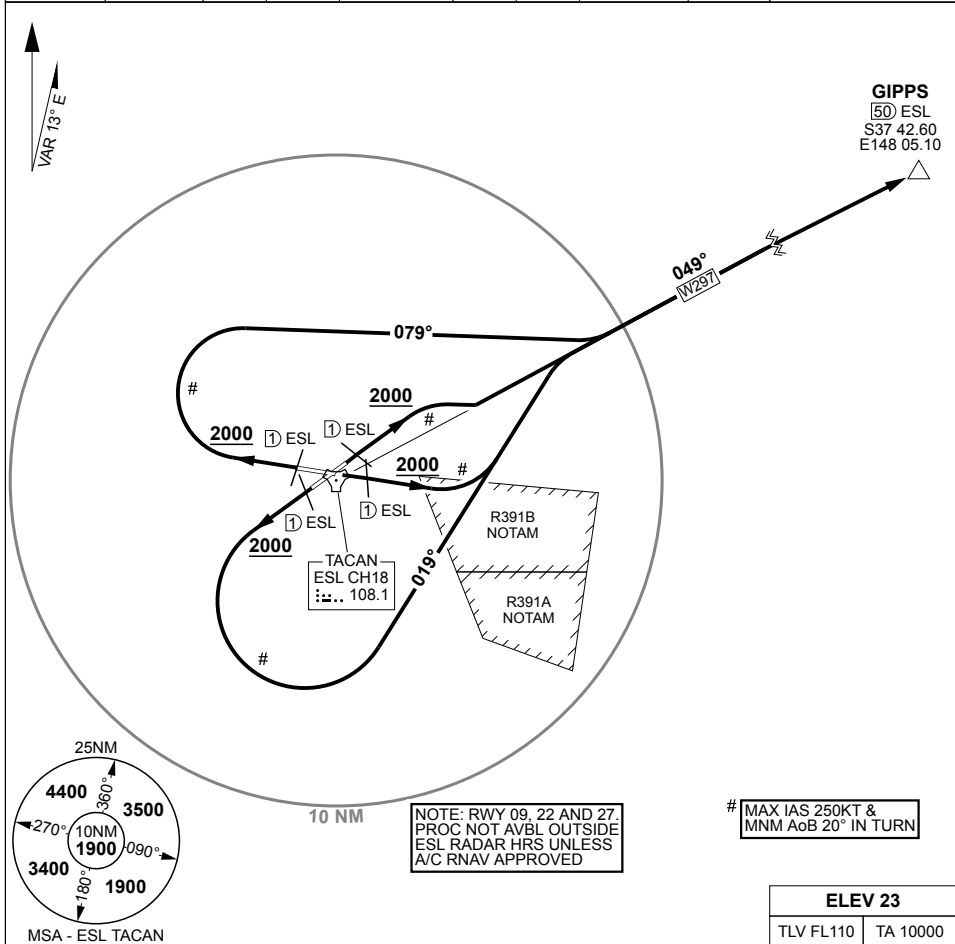 VAR 13° E
GIPPS
50 ESL
S37 42.60
E148 05.10
049°
W297
079°
#
2000
#
2000
1 ESL
1 ESL
2000
#
1 ESL
1 ESL
2000
R391B
NOTAM
TACAN
ESL CH18
108.1
019°
R391A
NOTAM
#
10 NM
25NM
4400
360°
3500
270°
10NM
1900
090°
3400
180°
1900
MSA - ESL TACAN
NOTE: RWY 09, 22 AND 27.
PROC NOT AVBL OUTSIDE
ESL RADAR HRS UNLESS
A/C RNAV APPROVED
# MAX IAS 250KT &
MNM AoB 20° IN TURN
ELEV 23
TLV FL110 TA 10000